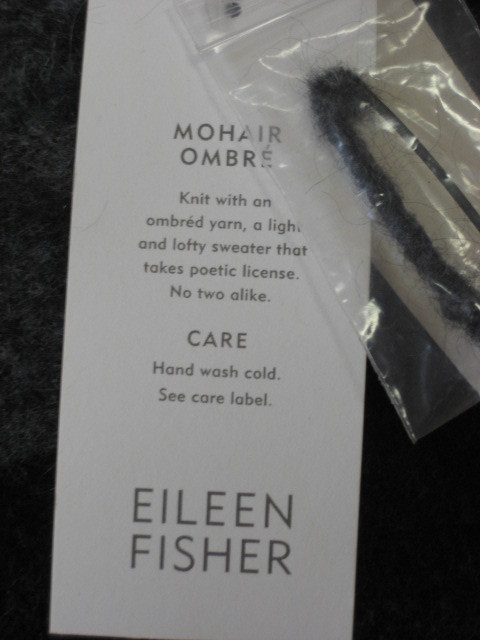 MOHAIR
OMBRÉ
Knit with an
ombréd yarn, a light
and lofty sweater that
takes poetic license.
No two alike.
CARE
Hand wash cold.
See care label.
EILEEN
FISHER